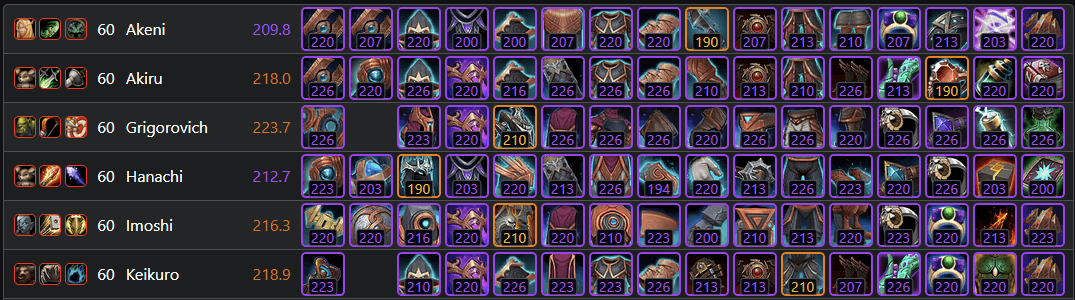 60 Akeni 209.8 220 207 220 200 200 207 220 220 190 207 213 210 207 213 203 220
60 Akiru 218.0 226 220 226 220 216 226 220 220 210 213 210 226 213 190 220 226
60 Grigorovich 223.7 226 223 220 210 226 226 220 220 226 226 220 226 226 226 226
60 Hanachi 212.7 223 203 190 203 220 213 226 194 220 213 226 223 220 226 203 200
60 Imoshi 216.3 220 220 216 220 210 220 210 223 200 210 213 220 223 220 213 223
60 Keikuro 218.9 223 210 220 226 223 223 220 213 213 210 207 226 220 220 220